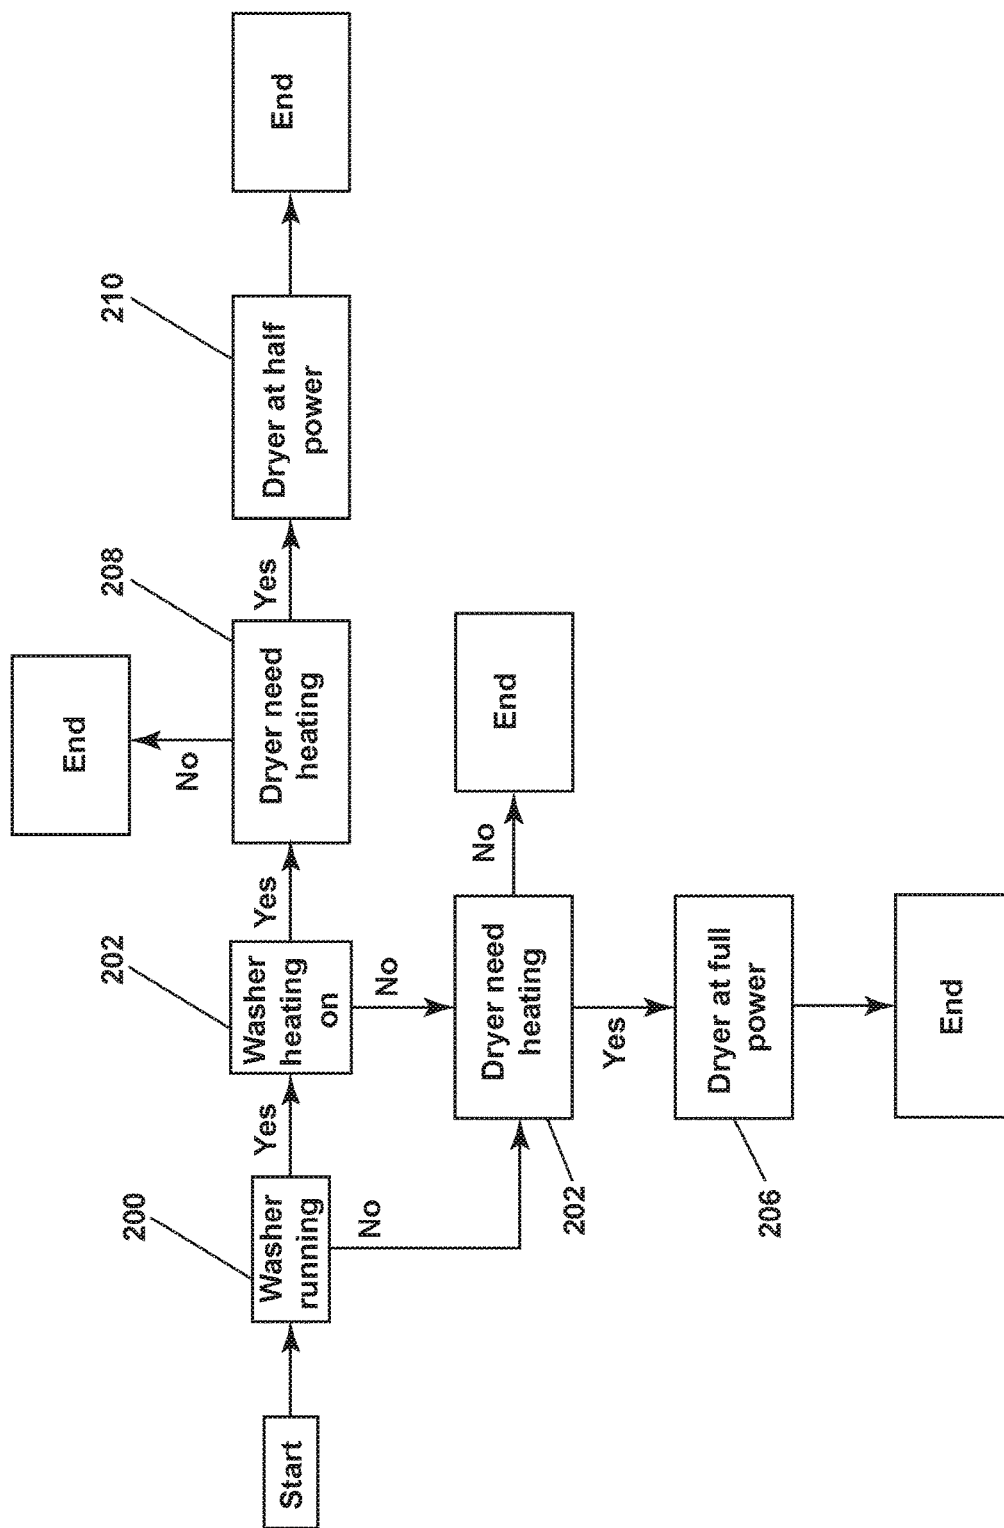 Start
200
Washer
running
Yes
No
202
Washer
heating
on
Yes
No
208
Dryer need
heating
No
End
Yes
210
Dryer at half
power
End
Dryer need
heating
202
No
End
Yes
206
Dryer at full
power
End